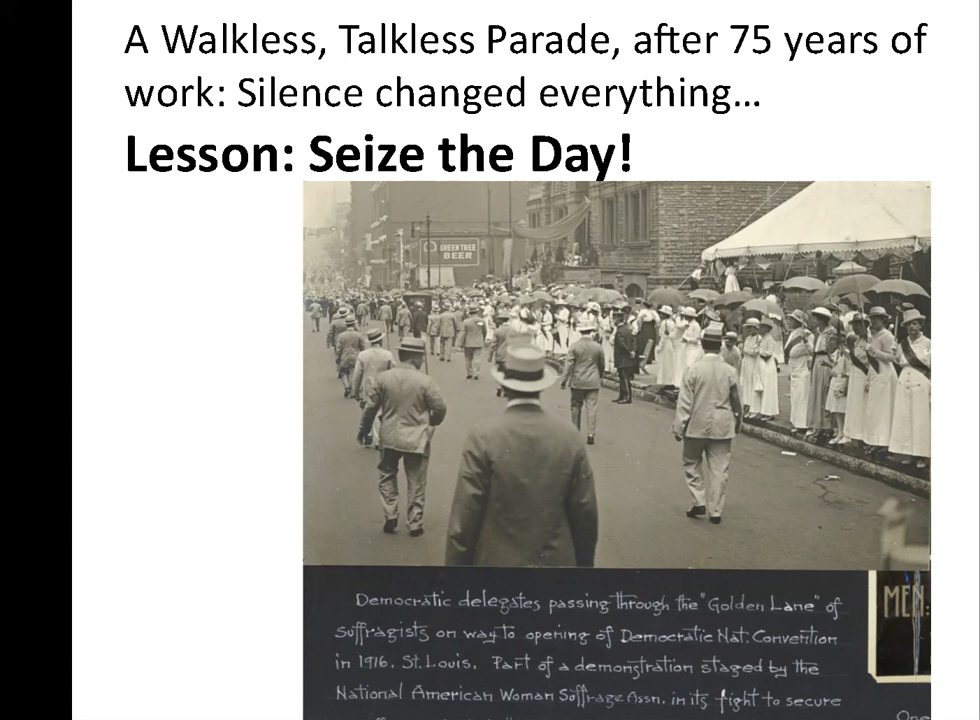 A Walkless, Talkless Parade, after 75 years of
work: Silence changed everything…
Lesson: Seize the Day!
GREEN TREE
BEER
Democratic delegates passing through the "Golden Lane" of
suffragists on way to opening of Democratic Nat: Convention
in 1916. St. Louis. Part of a demonstration staged by the
National American Woman Suffrage Assn. in its fight to secure
MEN:
One